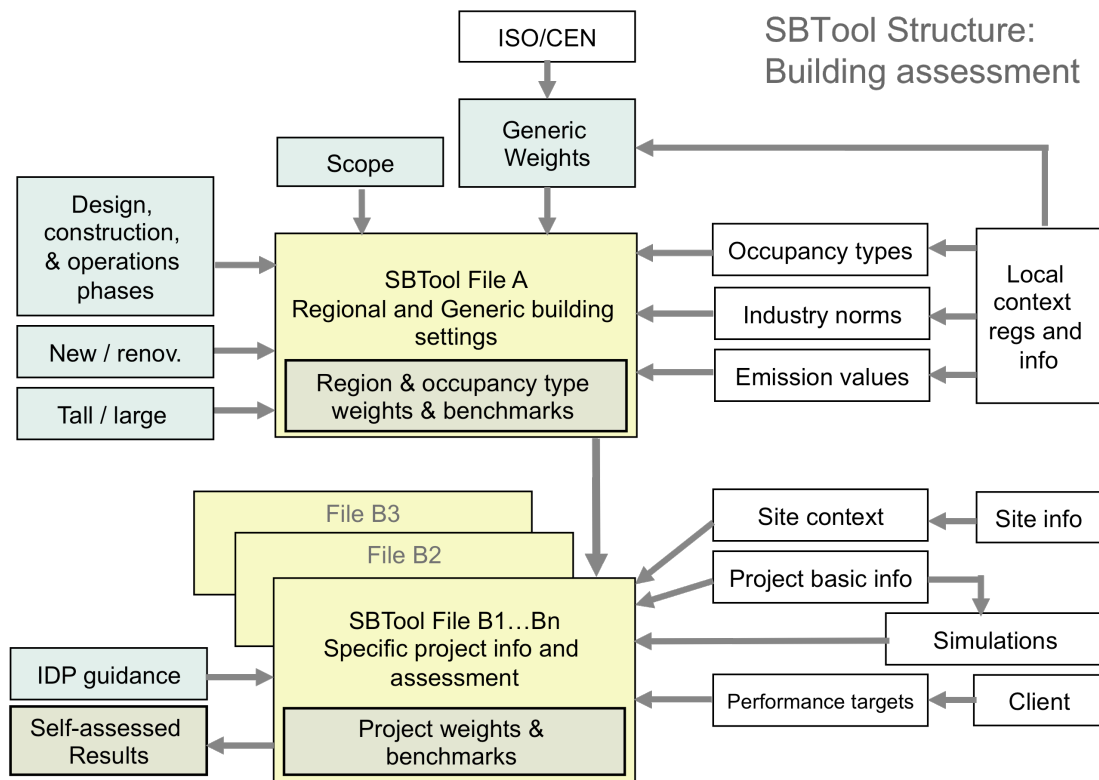 SBTool Structure:
Building assessment
ISO/CEN
Generic
Weights
Scope
Design,
construction,
& operations
phases
New / renov.
Tall / large
SBTool File A
Regional and Generic building
settings
Region & occupancy type
weights & benchmarks
Occupancy types
Industry norms
Emission values
Local
context
regs and
info
File B3
File B2
SBTool File B1…Bn
Specific project info and
assessment
Project weights &
benchmarks
IDP guidance
Self-assessed
Results
Site context
Site info
Project basic info
Simulations
Performance targets
Client